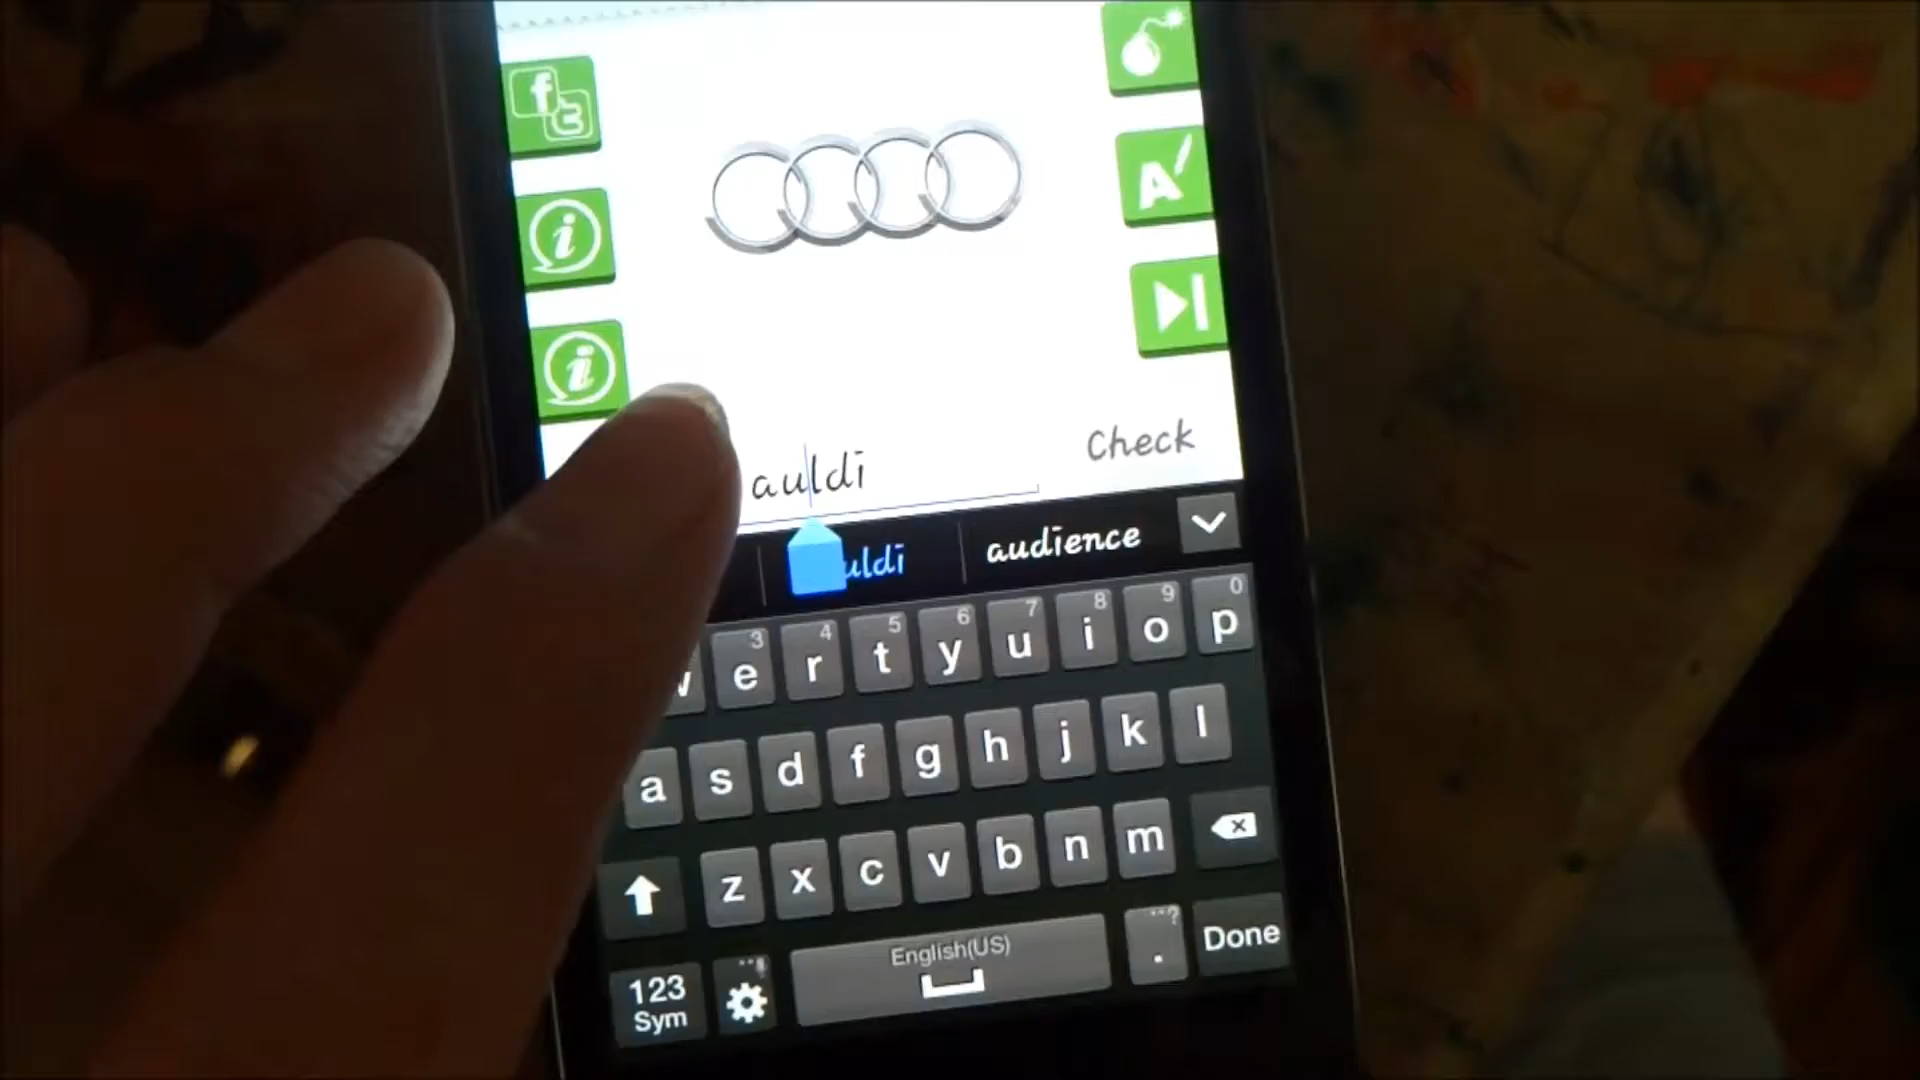 f
t
i
A
i
auldi
Check
uldi audience
3 4 5 6 7 8 9 0
e r t y u i o p
a s d f g h j k l
z x c v b n m
English(US)
123
Sym
. Done